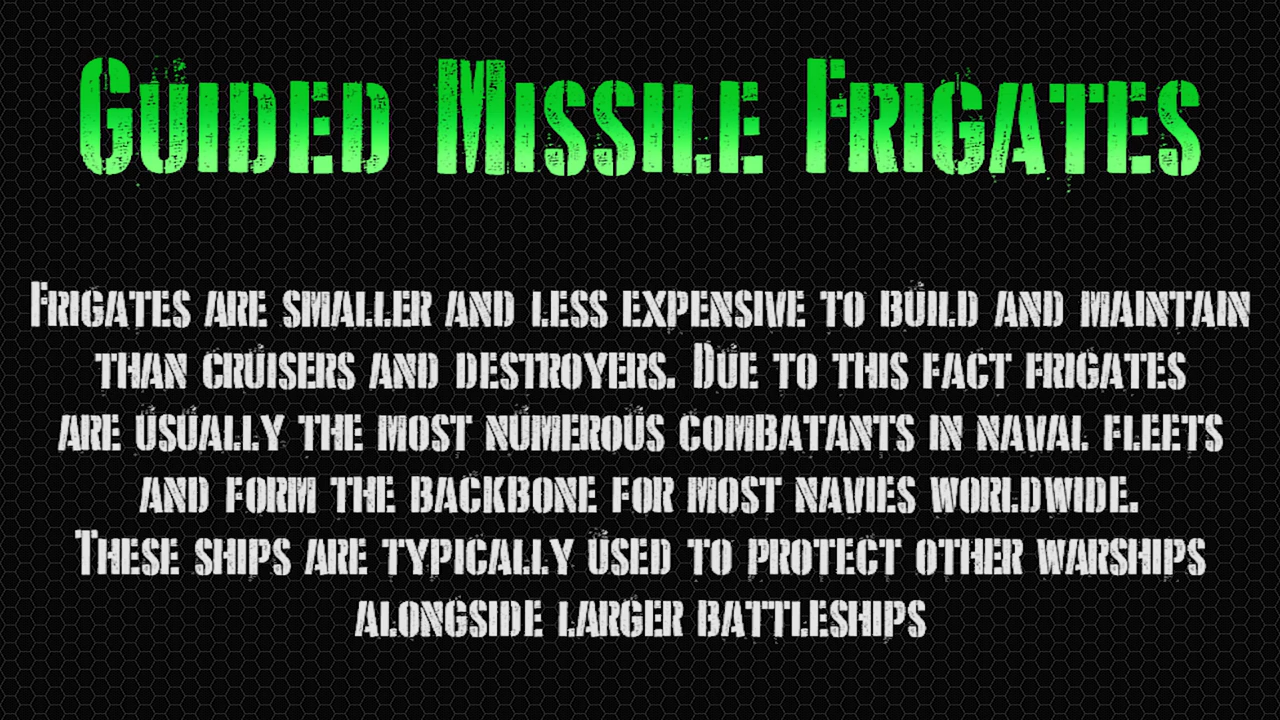 Guided Missile Frigates
Frigates are smaller and less expensive to build and maintain
than cruisers and destroyers. Due to this fact frigates
are usually the most numerous combatants in naval fleets
and form the backbone for most navies worldwide.
These ships are typically used to protect other warships
alongside larger battleships